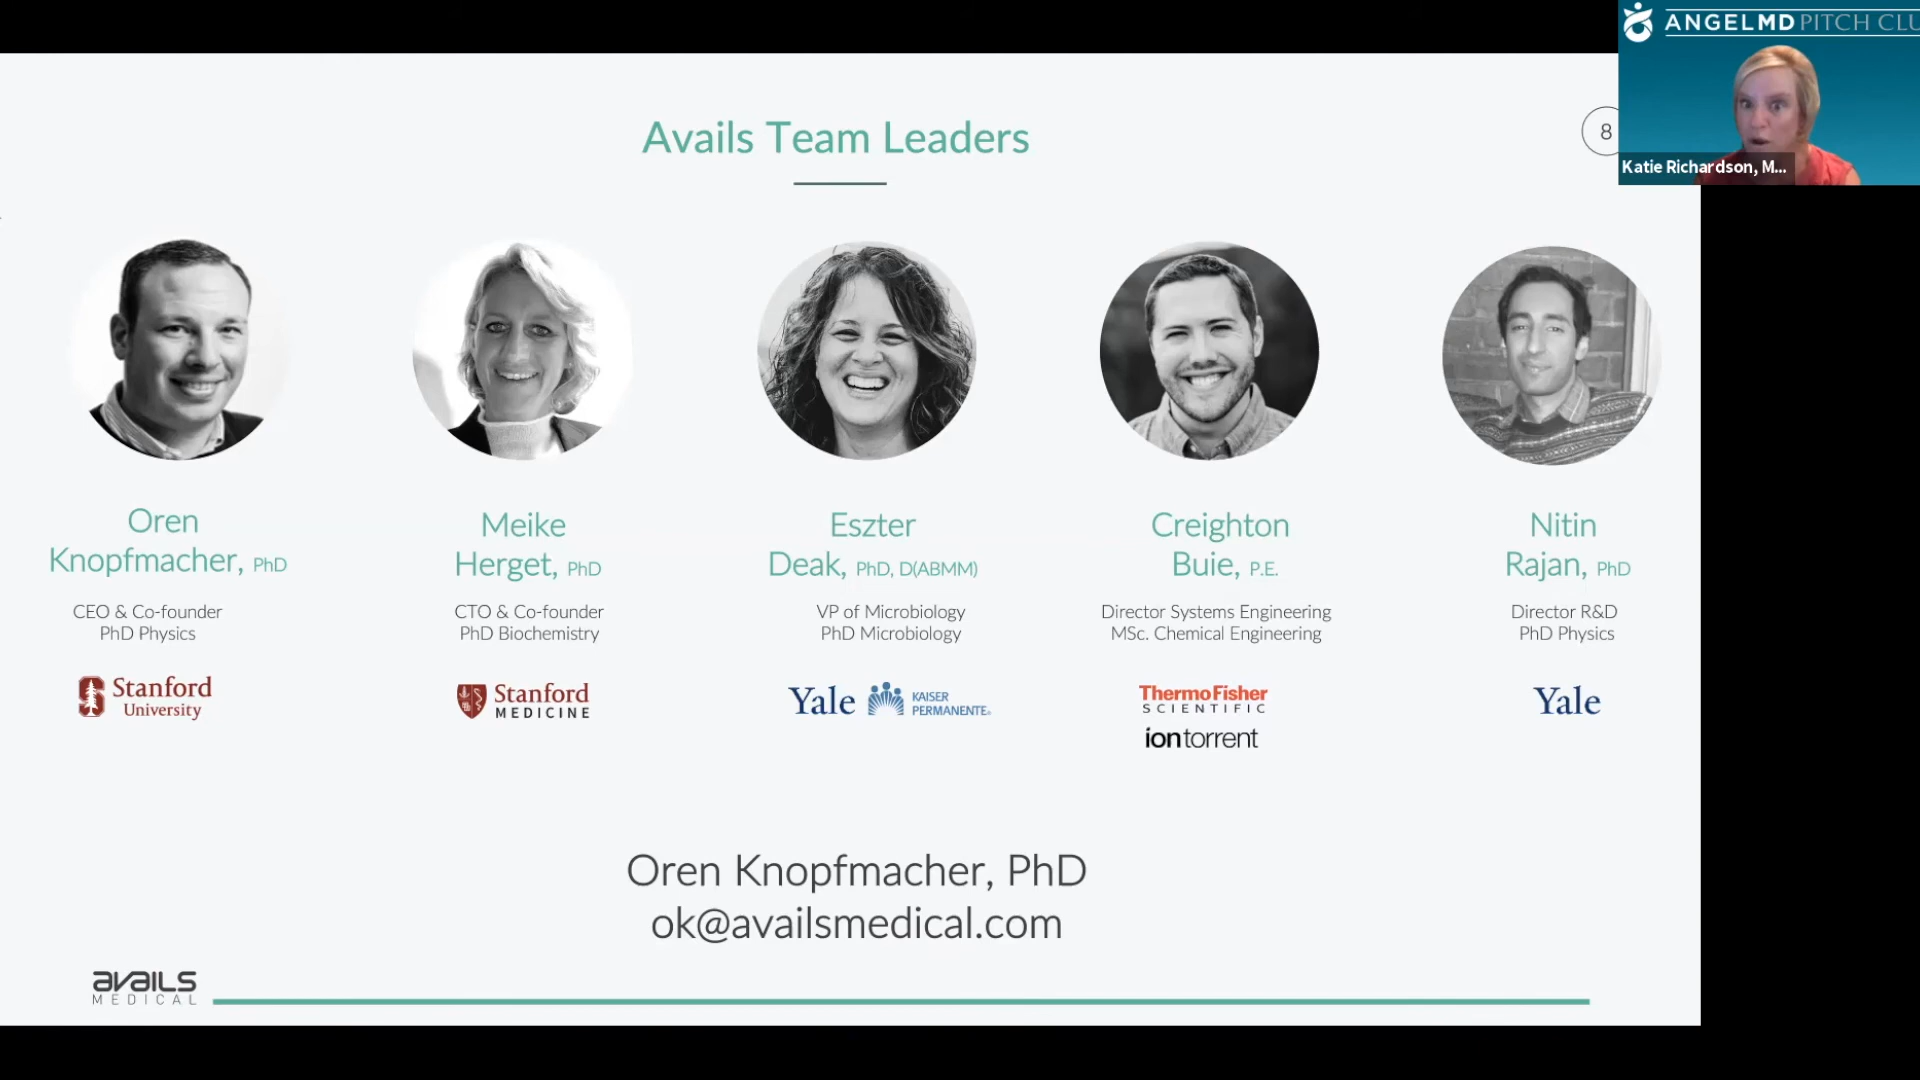 ANGELMD PITCH CLU
Katie Richardson, M...
Avails Team Leaders
8
Oren
Knopfmacher, PhD
CEO & Co-founder
PhD Physics
Stanford
University
Meike
Herget, PhD
CTO & Co-founder
PhD Biochemistry
Stanford
MEDICINE
Eszter
Deak, PhD, D(ABMM)
VP of Microbiology
PhD Microbiology
Yale
KAISER
PERMANENTE®
Creighton
Buie, P.E.
Director Systems Engineering
MSc. Chemical Engineering
ThermoFisher
SCIENTIFIC
iontorrent
Nitin
Rajan, PhD
Director R&D
PhD Physics
Yale
Oren Knopfmacher, PhD
ok@availsmedical.com
avails
MEDICAL